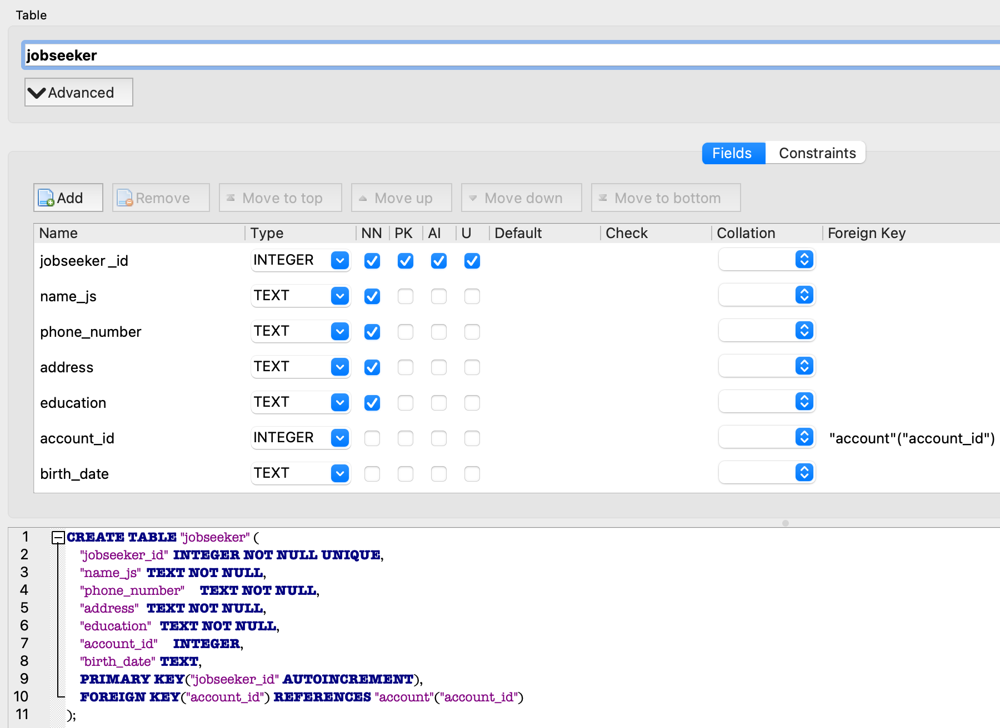 Table
jobseeker
Advanced
Fields Constraints
Add Remove Move to top Move up Move down Move to bottom
Name Type NN PK AI U Default Check Collation Foreign Key
jobseeker_id INTEGER
name_js TEXT
phone_number TEXT
address TEXT
education TEXT
account_id INTEGER "account"("account_id")
birth_date TEXT
1 CREATE TABLE "jobseeker" (
2 "jobseeker_id" INTEGER NOT NULL UNIQUE,
3 "name_js" TEXT NOT NULL,
4 "phone_number" TEXT NOT NULL,
5 "address" TEXT NOT NULL,
6 "education" TEXT NOT NULL,
7 "account_id" INTEGER,
8 "birth_date" TEXT,
9 PRIMARY KEY("jobseeker_id" AUTOINCREMENT),
10 FOREIGN KEY("account_id") REFERENCES "account"("account_id")
11 );